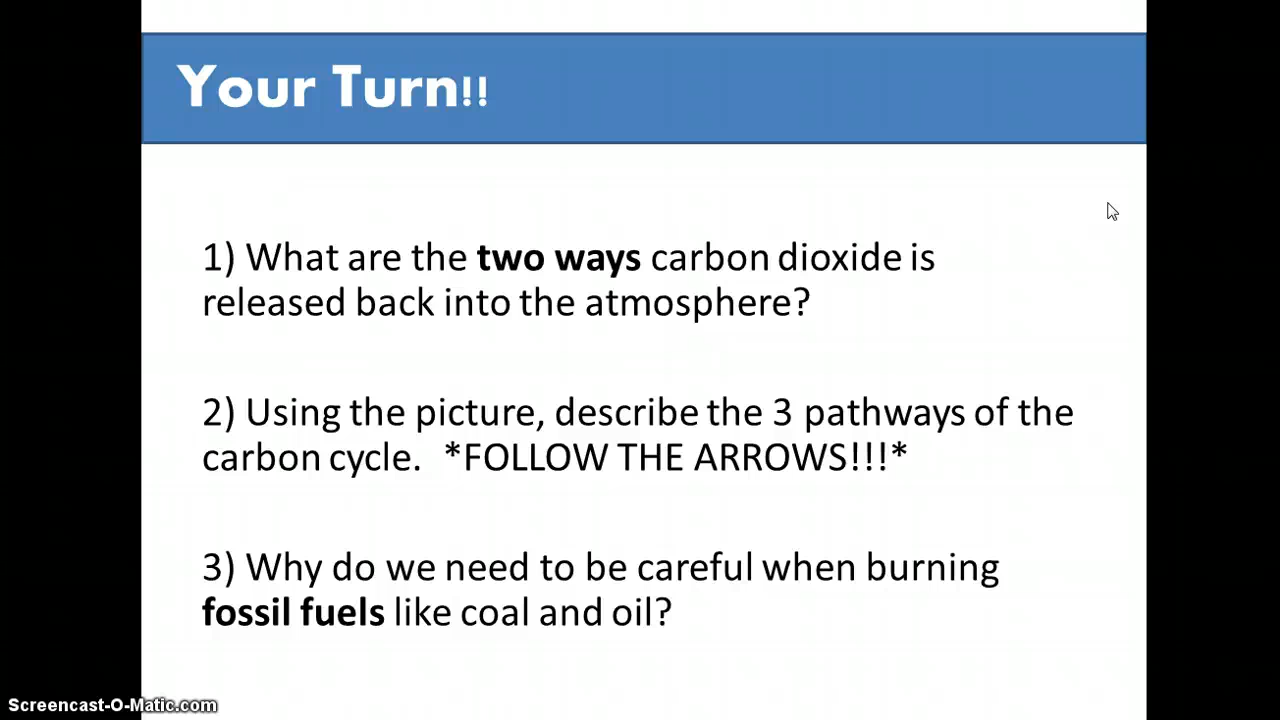 Your Turn!!
1) What are the two ways carbon dioxide is
released back into the atmosphere?
2) Using the picture, describe the 3 pathways of the
carbon cycle. *FOLLOW THE ARROWS!!!*
3) Why do we need to be careful when burning
fossil fuels like coal and oil?
Screencast-O-Matic.com